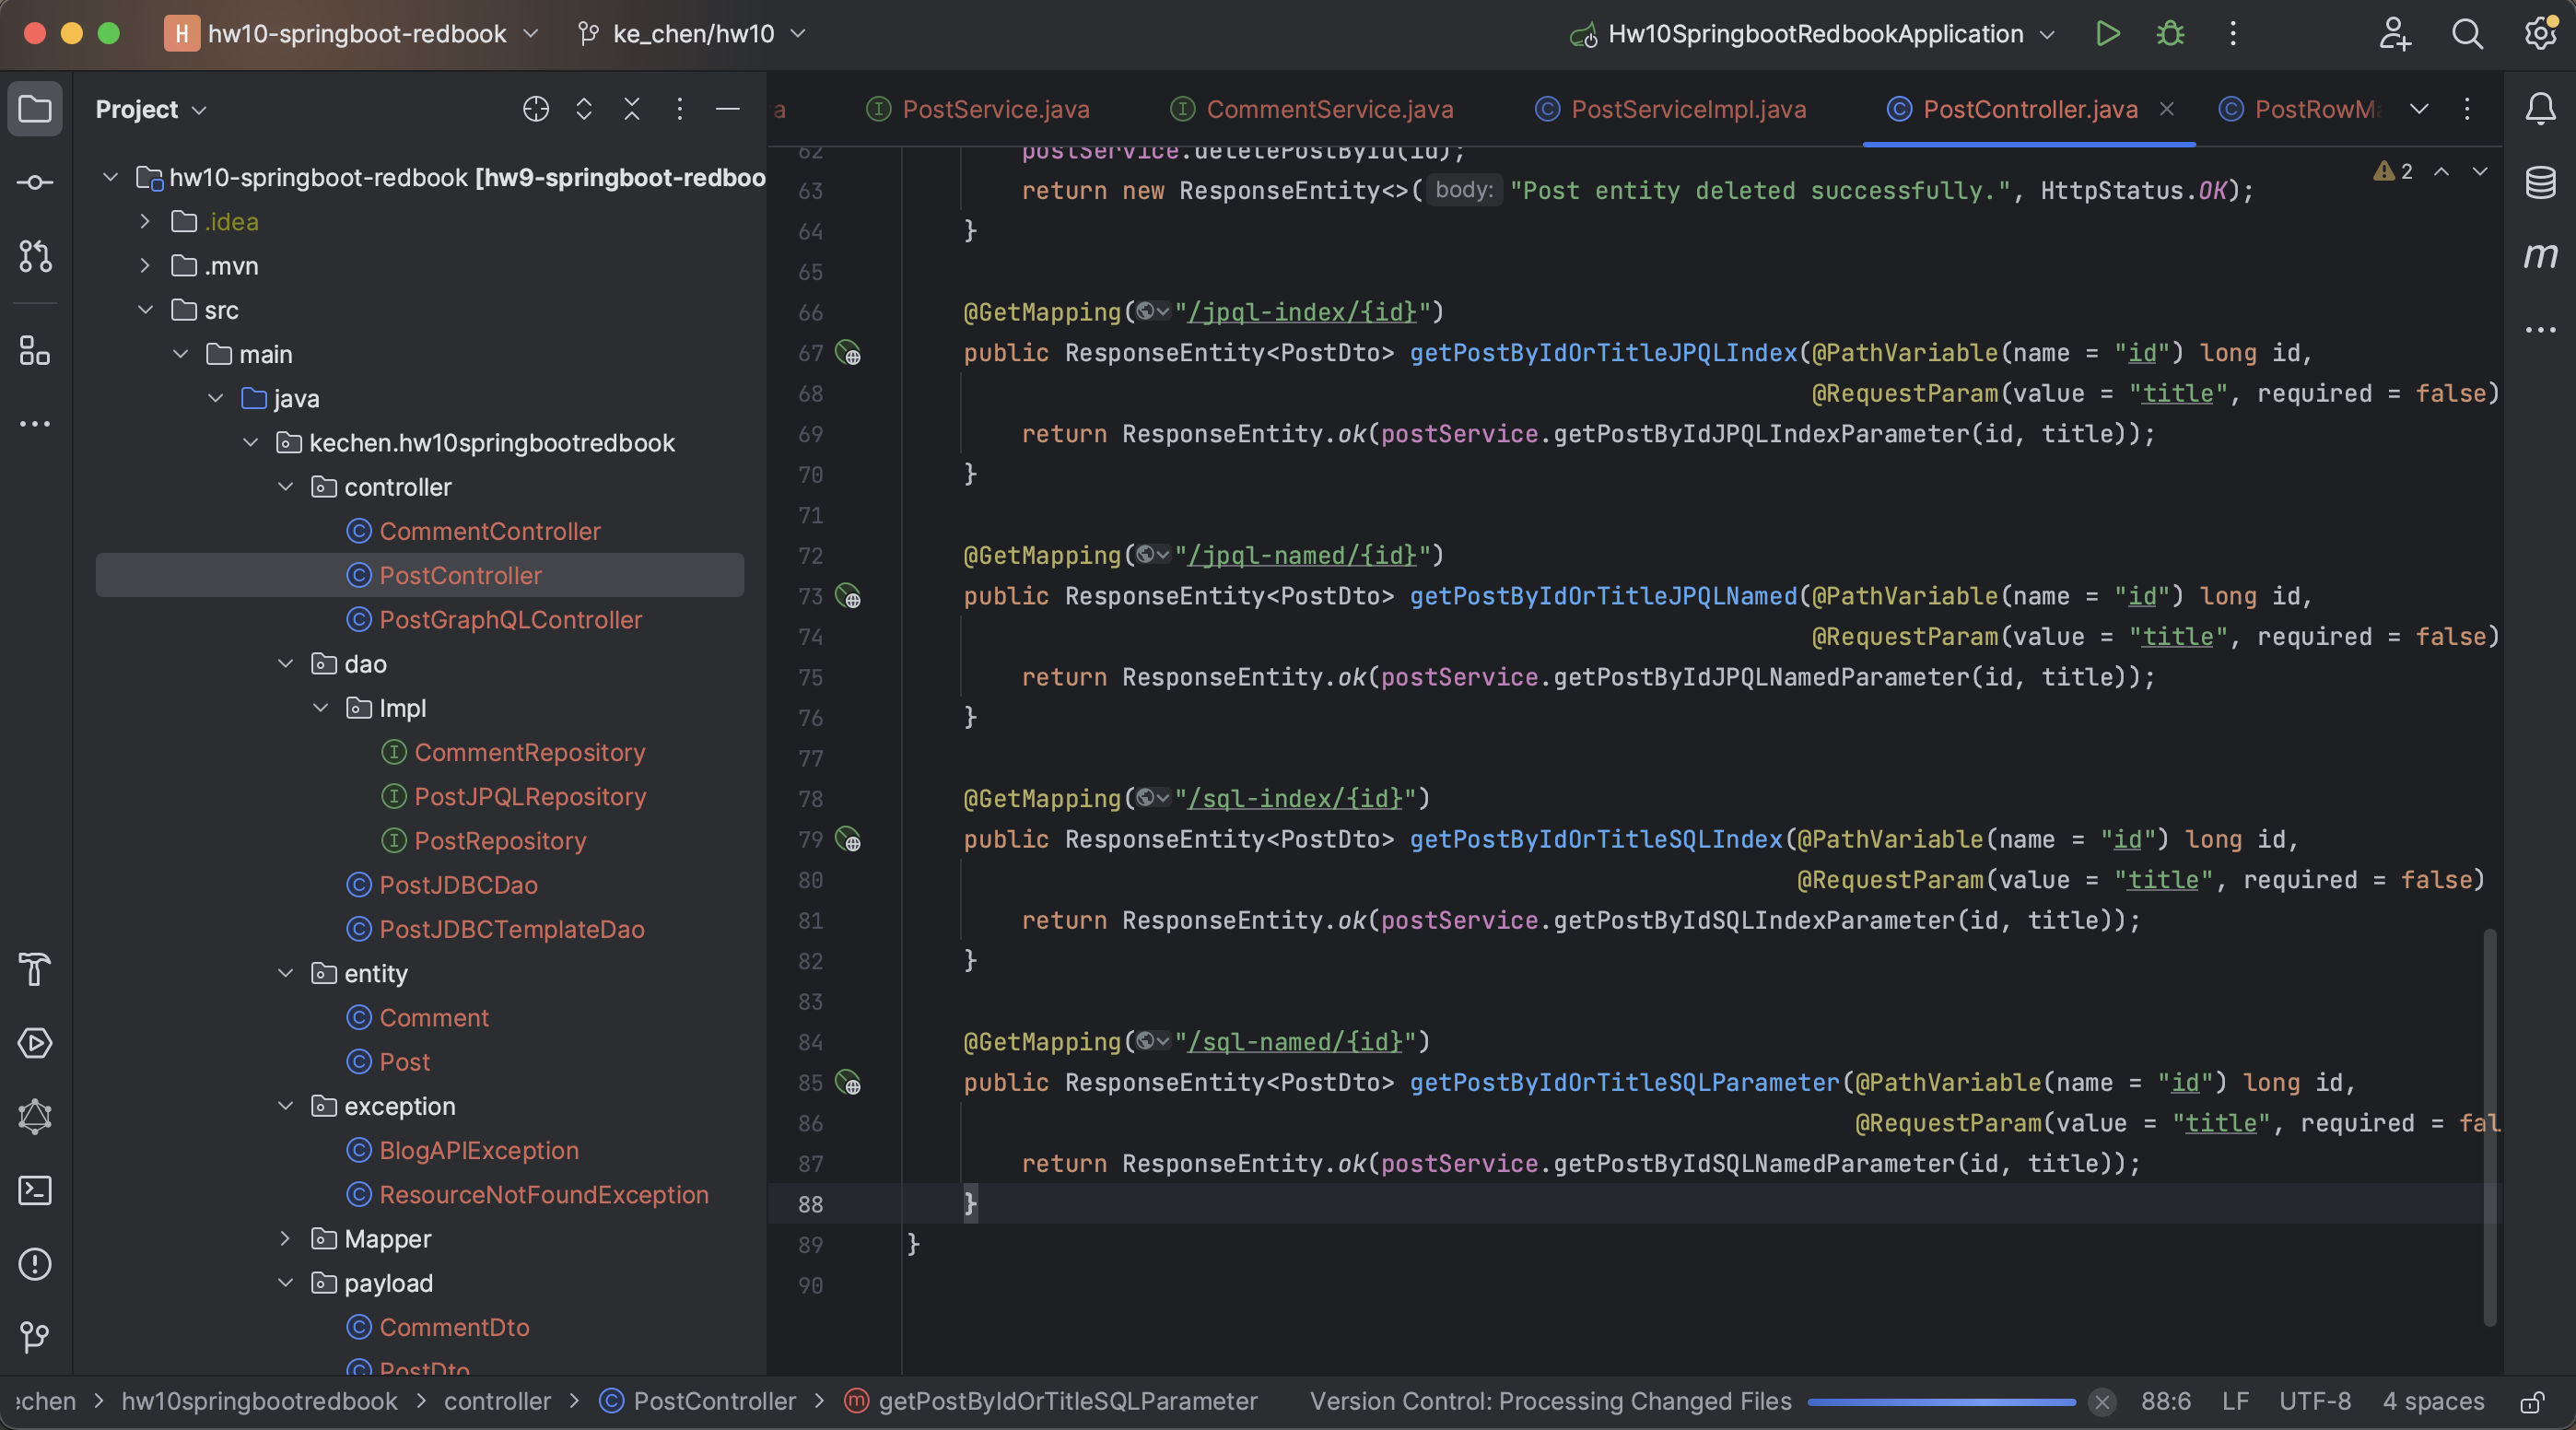 H hw10-springboot-redbook ke_chen/hw10 Hw10SpringbootRedbookApplication
Project
a PostService.java CommentService.java PostServiceImpl.java PostController.java PostRowMa
hw10-springboot-redbook [hw9-springboot-redboo
.idea
.mvn
src
main
java
kechen.hw10springbootredbook
controller
CommentController
PostController
PostGraphQLController
dao
Impl
CommentRepository
PostJPQLRepository
PostRepository
PostJDBCDao
PostJDBCTemplateDao
entity
Comment
Post
exception
BlogAPIException
ResourceNotFoundException
Mapper
payload
CommentDto
PostDto
2
62 postService.deletePostById(id);
63 return new ResponseEntity<>( body: "Post entity deleted successfully.", HttpStatus.OK);
64 }
65
66 @GetMapping("/jpql-index/{id}")
67 public ResponseEntity<PostDto> getPostByIdOrTitleJPQLIndex(@PathVariable(name = "id") long id,
68 @RequestParam(value = "title", required = false)
69 return ResponseEntity.ok(postService.getPostByIdJPQLIndexParameter(id, title));
70 }
71
72 @GetMapping("/jpql-named/{id}")
73 public ResponseEntity<PostDto> getPostByIdOrTitleJPQLNamed(@PathVariable(name = "id") long id,
74 @RequestParam(value = "title", required = false)
75 return ResponseEntity.ok(postService.getPostByIdJPQLNamedParameter(id, title));
76 }
77
78 @GetMapping("/sql-index/{id}")
79 public ResponseEntity<PostDto> getPostByIdOrTitleSQLIndex(@PathVariable(name = "id") long id,
80 @RequestParam(value = "title", required = false)
81 return ResponseEntity.ok(postService.getPostByIdSQLIndexParameter(id, title));
82 }
83
84 @GetMapping("/sql-named/{id}")
85 public ResponseEntity<PostDto> getPostByIdOrTitleSQLParameter(@PathVariable(name = "id") long id,
86 @RequestParam(value = "title", required = fal
87 return ResponseEntity.ok(postService.getPostByIdSQLNamedParameter(id, title));
88 }
89 }
90
m
echen > hw10springbootredbook > controller > PostController > getPostByIdOrTitleSQLParameter Version Control: Processing Changed Files 88:6 LF UTF-8 4 spaces